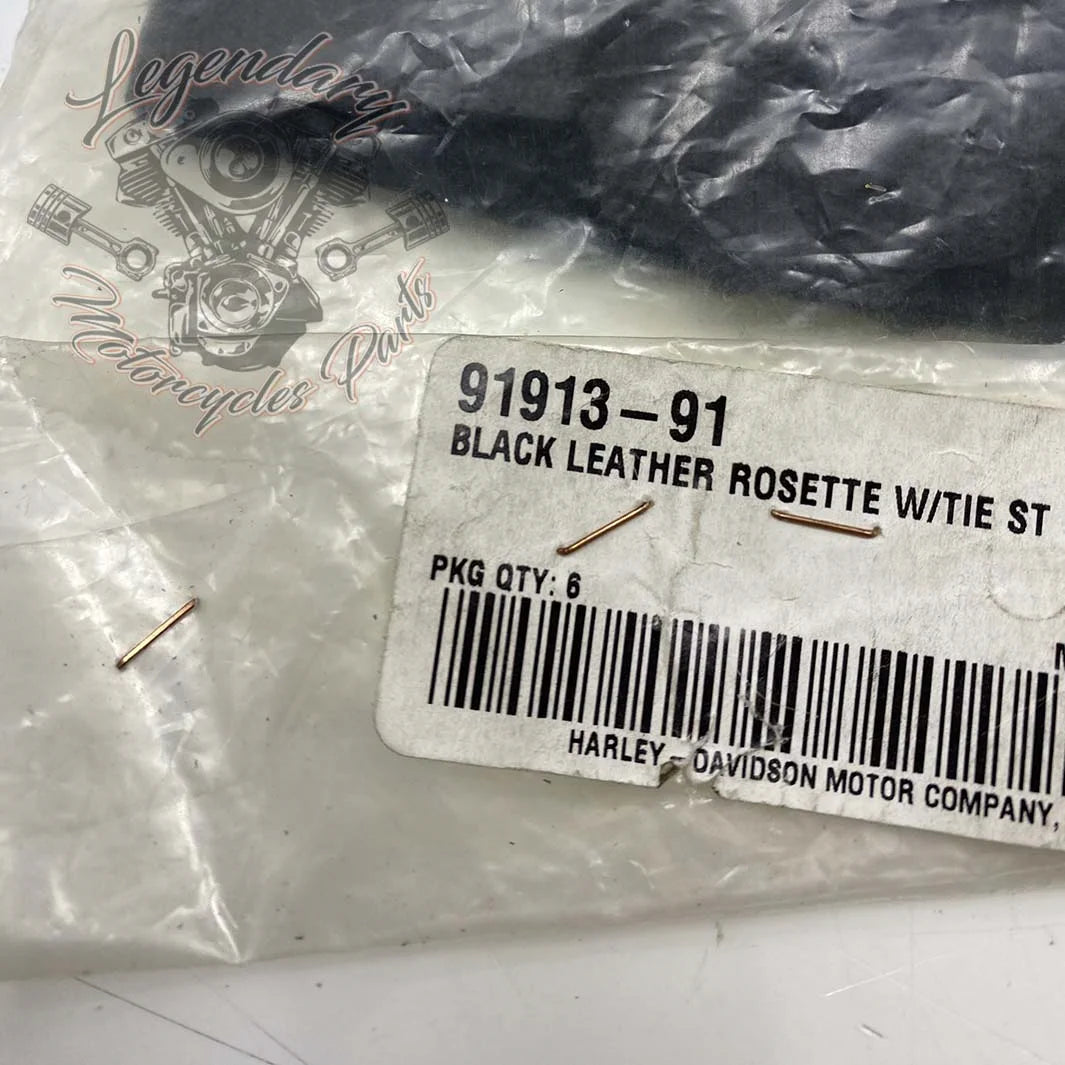 Legendary
Motorcycles Parts
91913-91
BLACK LEATHER ROSETTE W/TIE ST
PKG QTY: 6
HARLEY-DAVIDSON MOTOR COMPANY,